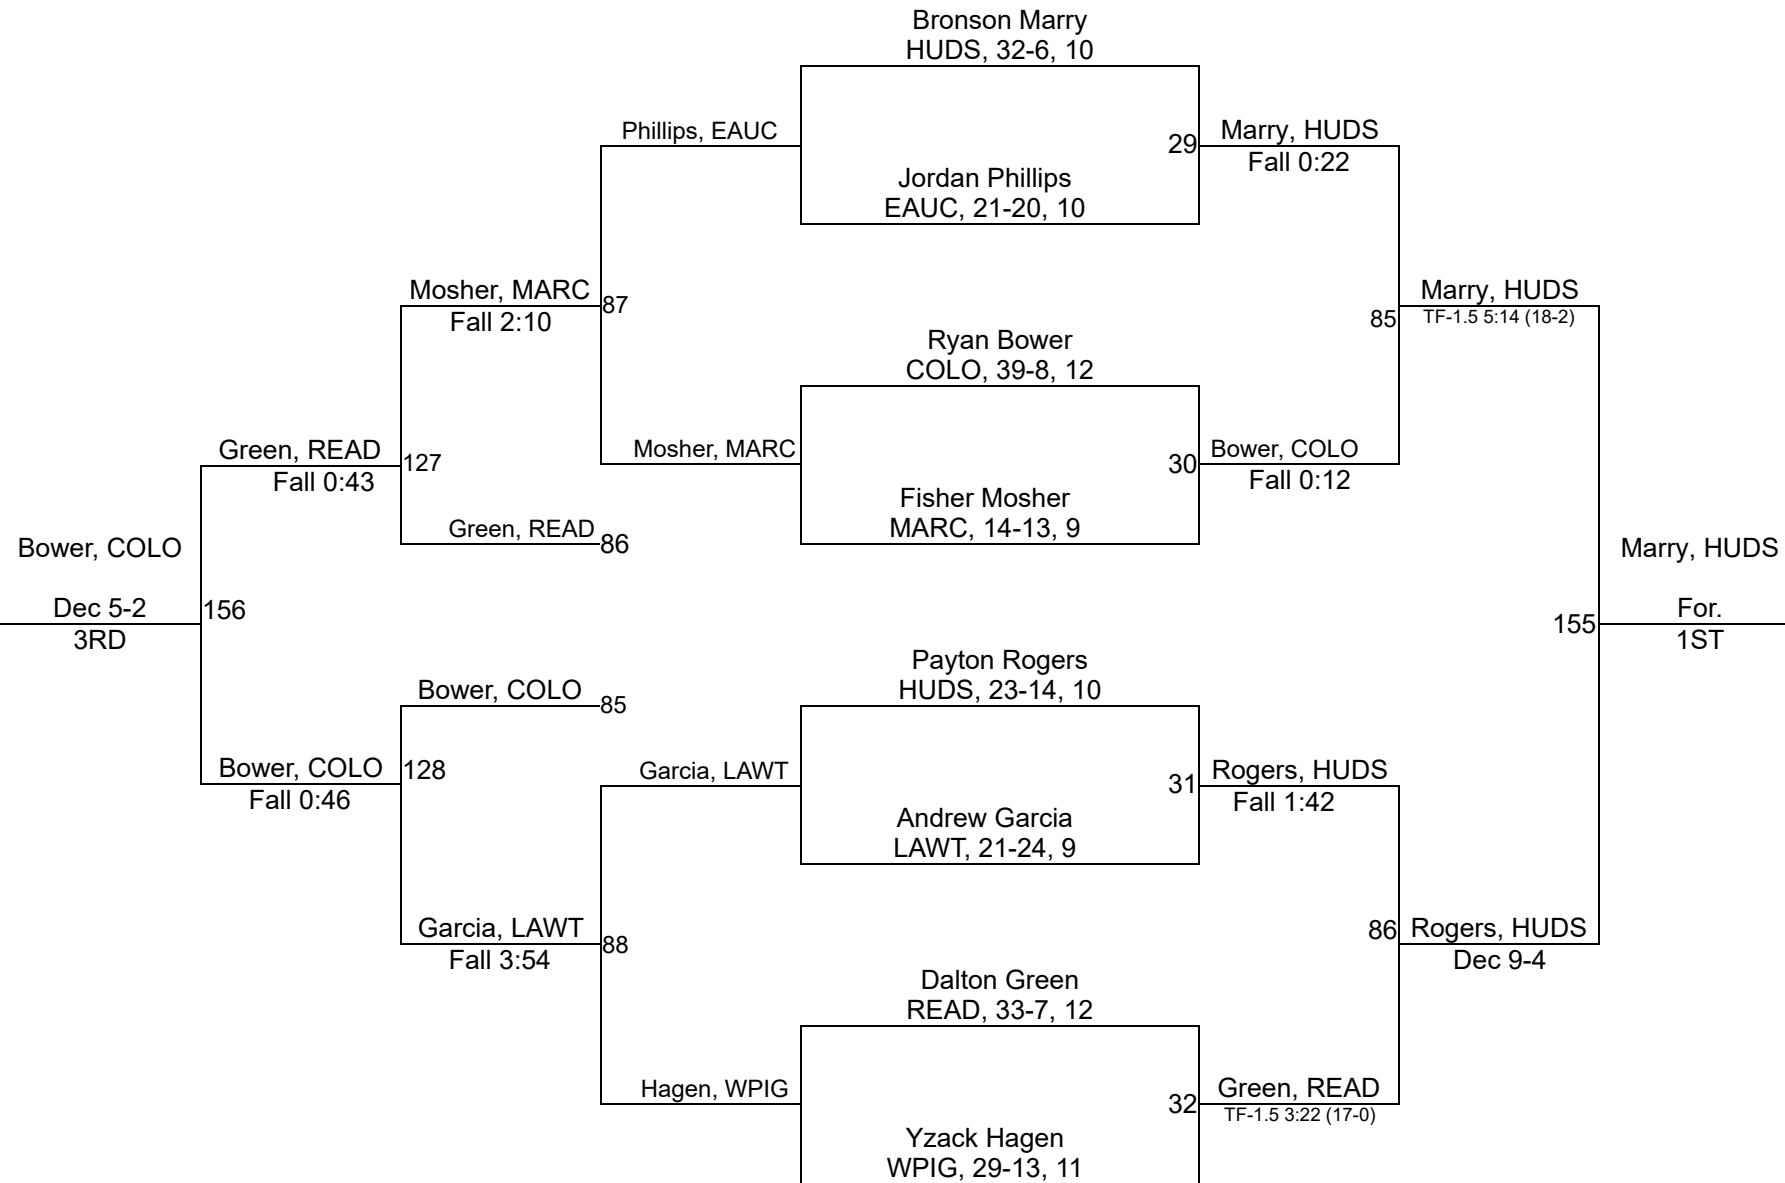 Bronson Marry
HUDS, 32-6, 10
Phillips, EAUC
29
Marry, HUDS
Fall 0:22
Jordan Phillips
EAUC, 21-20, 10
Mosher, MARC
Fall 2:10
87
Marry, HUDS
TF-1.5 5:14 (18-2)
85
Ryan Bower
COLO, 39-8, 12
Green, READ
Fall 0:43
127
Mosher, MARC
30
Bower, COLO
Fall 0:12
Fisher Mosher
MARC, 14-13, 9
Green, READ
86
Bower, COLO
Dec 5-2
3RD
156
Marry, HUDS
For.
1ST
155
Payton Rogers
HUDS, 23-14, 10
Bower, COLO
85
Bower, COLO
Fall 0:46
128
Garcia, LAWT
31
Rogers, HUDS
Fall 1:42
Andrew Garcia
LAWT, 21-24, 9
Garcia, LAWT
Fall 3:54
88
86
Rogers, HUDS
Dec 9-4
Dalton Green
READ, 33-7, 12
Hagen, WPIG
32
Green, READ
TF-1.5 3:22 (17-0)
Yzack Hagen
WPIG, 29-13, 11